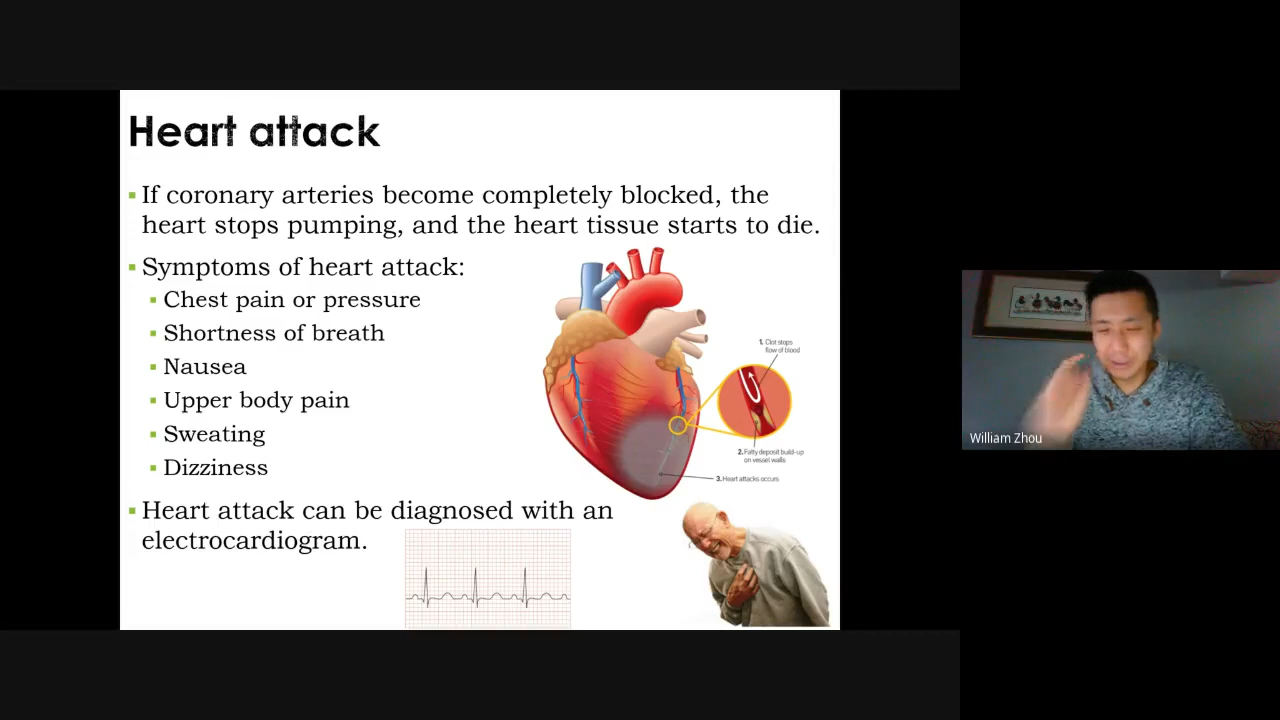 Heart attack
▪ If coronary arteries become completely blocked, the
heart stops pumping, and the heart tissue starts to die.
▪ Symptoms of heart attack:
▪ Chest pain or pressure
▪ Shortness of breath
▪ Nausea
▪ Upper body pain
▪ Sweating
▪ Dizziness
1. Clot stops
flow of blood
2. Fatty deposit build-up
on vessel walls
3. Heart attacks occurs
▪ Heart attack can be diagnosed with an
electrocardiogram.
William Zhou